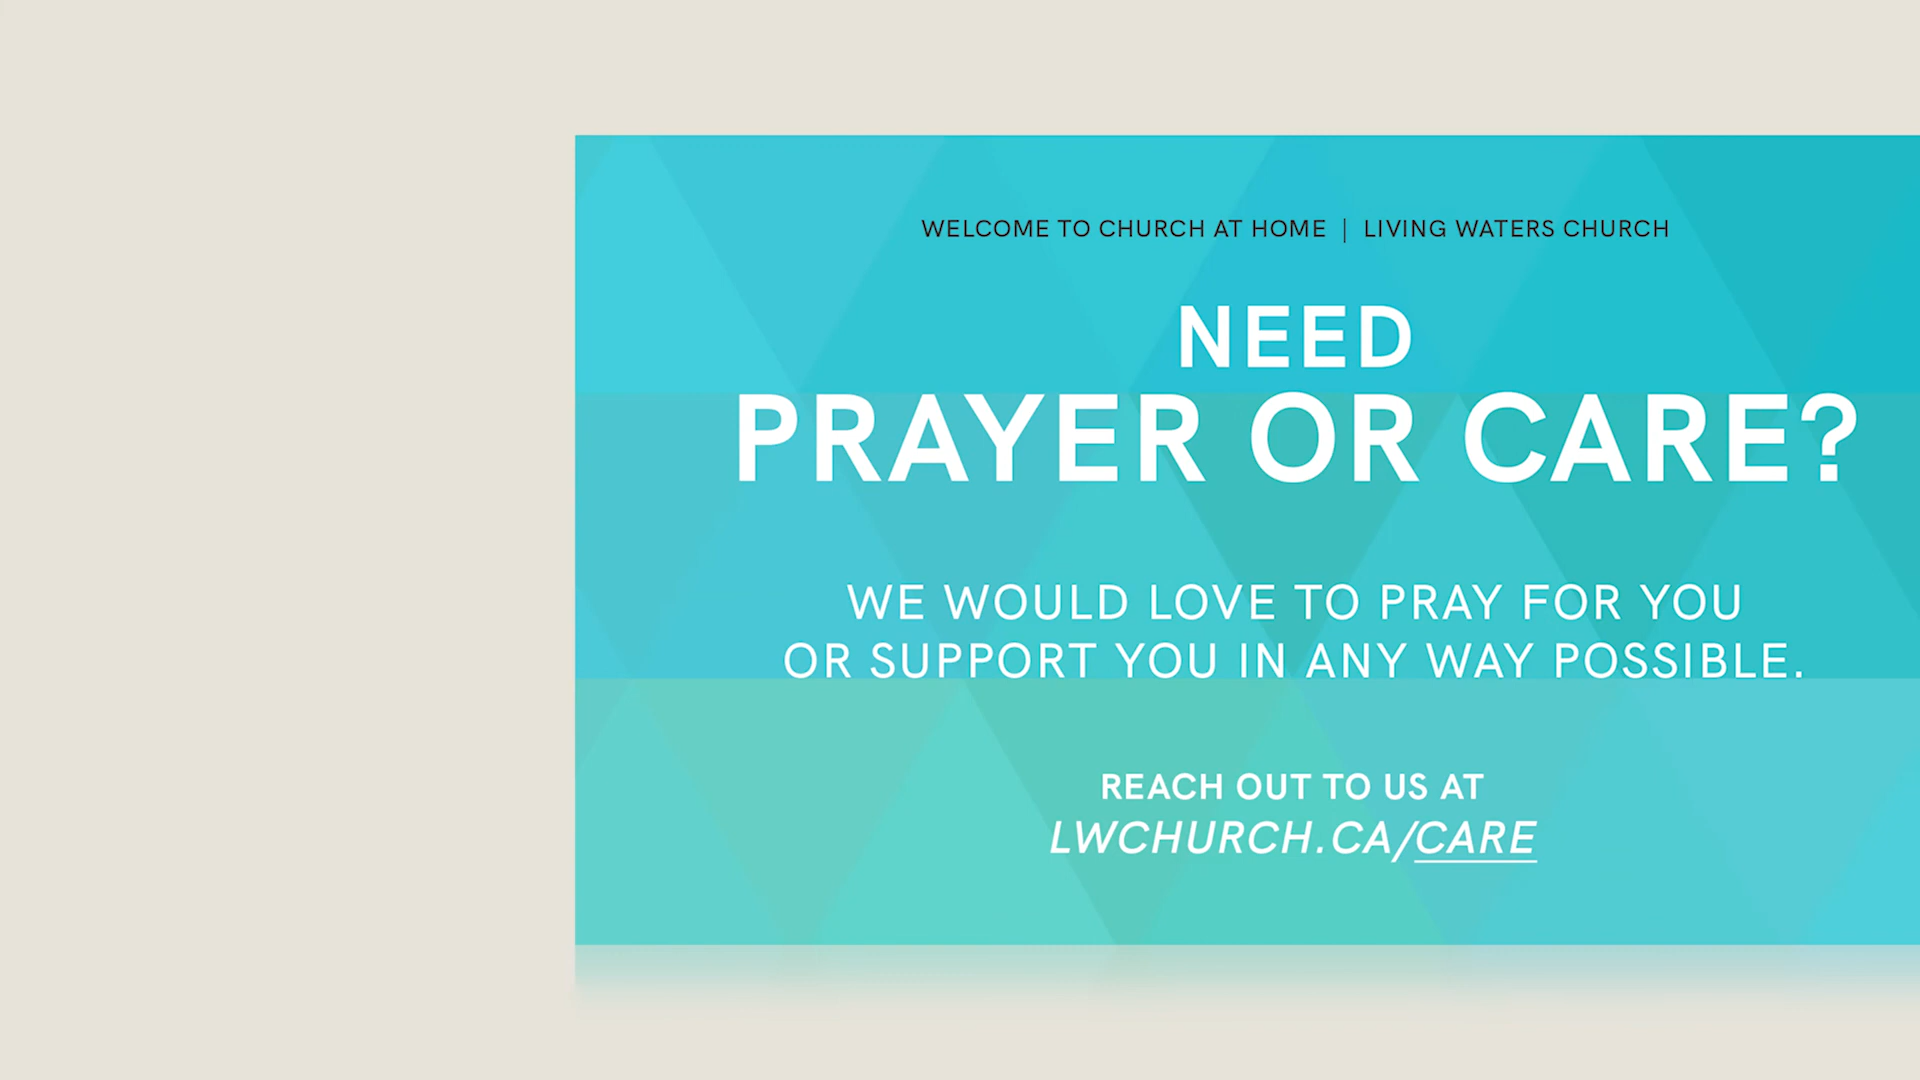 WELCOME TO CHURCH AT HOME | LIVING WATERS CHURCH
NEED
PRAYER OR CARE?
WE WOULD LOVE TO PRAY FOR YOU
OR SUPPORT YOU IN ANY WAY POSSIBLE.
REACH OUT TO US AT
LWCHURCH.CA/CARE